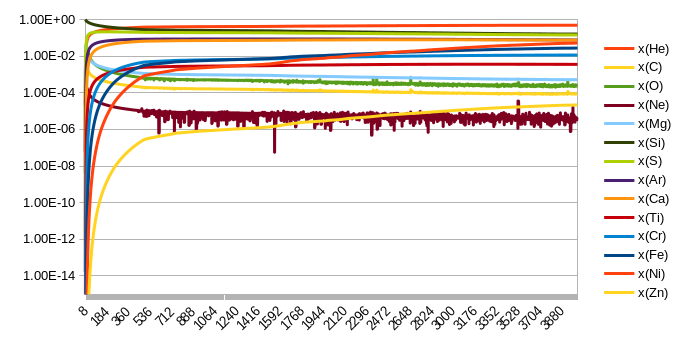 1.00E+00
1.00E-02
1.00E-04
1.00E-06
1.00E-08
1.00E-10
1.00E-12
1.00E-14
8 184 360 536 712 888 1064 1240 1416 1592 1768 1944 2120 2296 2472 2648 2824 3000 3176 3352 3528 3704 3880
x(He)
x(C)
x(O)
x(Ne)
x(Mg)
x(Si)
x(S)
x(Ar)
x(Ca)
x(Ti)
x(Cr)
x(Fe)
x(Ni)
x(Zn)